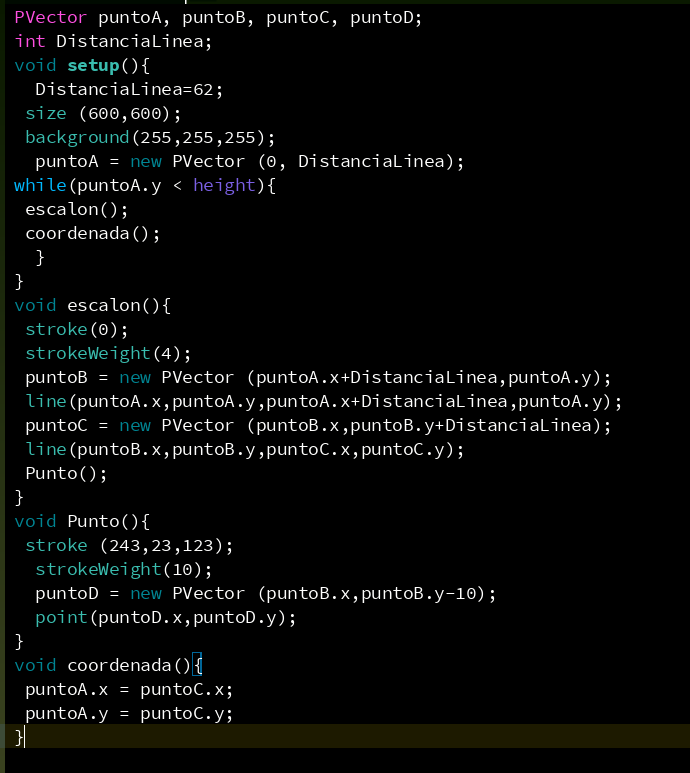 PVector puntoA, puntoB, puntoC, puntoD;
int DistanciaLinea;
void setup(){
  DistanciaLinea=62;
 size (600,600);
 background(255,255,255);
  puntoA = new PVector (0, DistanciaLinea);
while(puntoA.y < height){
 escalon();
 coordenada();
  }
}
void escalon(){
 stroke(0);
 strokeWeight(4);
 puntoB = new PVector (puntoA.x+DistanciaLinea,puntoA.y);
 line(puntoA.x,puntoA.y,puntoA.x+DistanciaLinea,puntoA.y);
 puntoC = new PVector (puntoB.x,puntoB.y+DistanciaLinea);
 line(puntoB.x,puntoB.y,puntoC.x,puntoC.y);
 Punto();
}
void Punto(){
 stroke (243,23,123);
  strokeWeight(10);
  puntoD = new PVector (puntoB.x,puntoB.y-10);
  point(puntoD.x,puntoD.y);
}
void coordenada(){
 puntoA.x = puntoC.x;
 puntoA.y = puntoC.y;
}